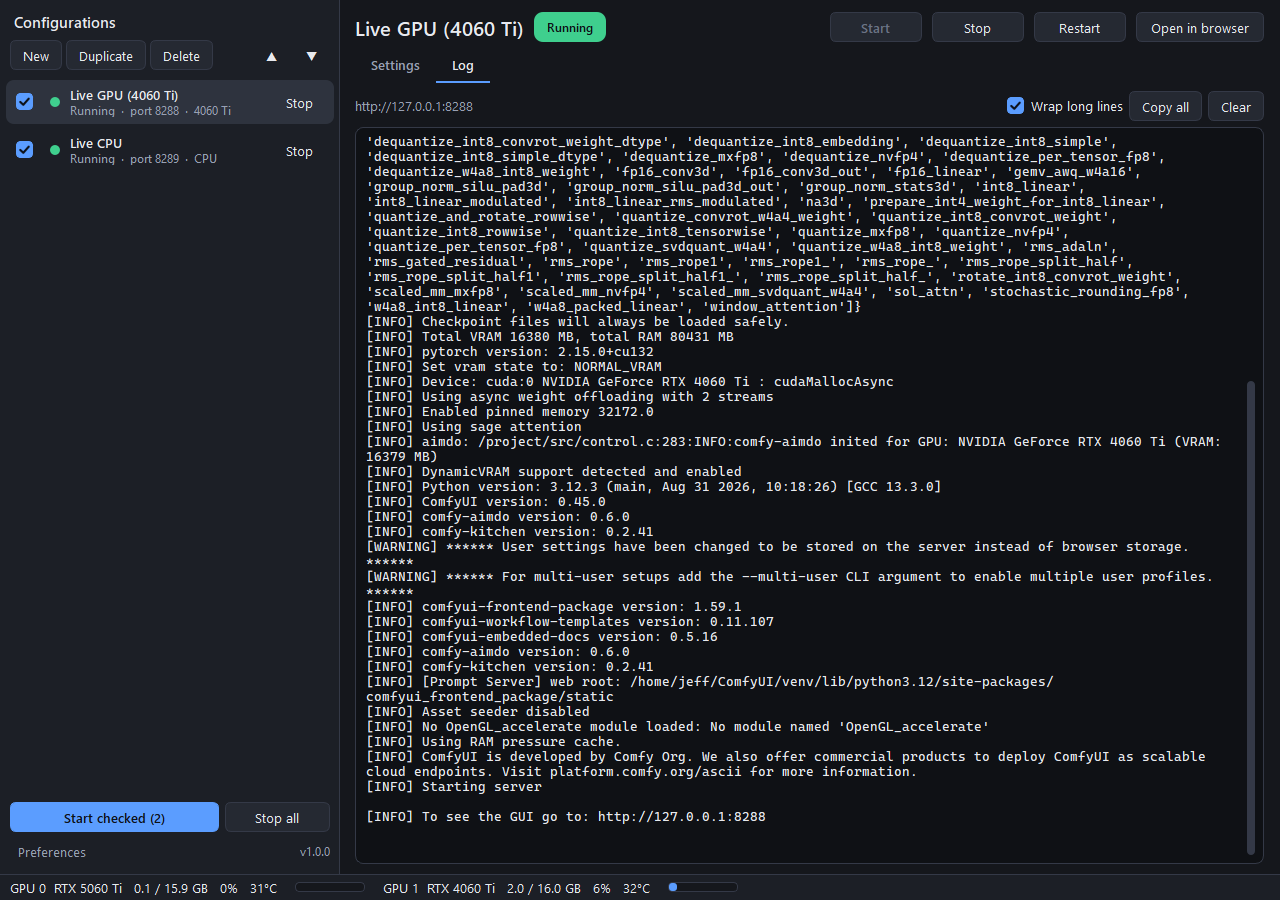 Configurations
New Duplicate Delete ▲ ▼
Live GPU (4060 Ti)
Running · port 8288 · 4060 Ti
Stop
Live CPU
Running · port 8289 · CPU
Stop
Start checked (2) Stop all
Preferences v1.0.0
Live GPU (4060 Ti) Running Start Stop Restart Open in browser
Settings Log
http://127.0.0.1:8288 Wrap long lines Copy all Clear
'dequantize_int8_convrot_weight_dtype', 'dequantize_int8_embedding', 'dequantize_int8_simple',
'dequantize_int8_simple_dtype', 'dequantize_mxfp8', 'dequantize_nvfp4', 'dequantize_per_tensor_fp8',
'dequantize_w4a8_int8_weight', 'fp16_conv3d', 'fp16_conv3d_out', 'fp16_linear', 'gemv_awq_w4a16',
'group_norm_silu_pad3d', 'group_norm_silu_pad3d_out', 'group_norm_stats3d', 'int8_linear',
'int8_linear_modulated', 'int8_linear_rms_modulated', 'na3d', 'prepare_int4_weight_for_int8_linear',
'quantize_and_rotate_rowwise', 'quantize_convrot_w4a4_weight', 'quantize_int8_convrot_weight',
'quantize_int8_rowwise', 'quantize_int8_tensorwise', 'quantize_mxfp8', 'quantize_nvfp4',
'quantize_per_tensor_fp8', 'quantize_svdquant_w4a4', 'quantize_w4a8_int8_weight', 'rms_adaln',
'rms_gated_residual', 'rms_rope', 'rms_rope1', 'rms_rope1_', 'rms_rope_', 'rms_rope_split_half',
'rms_rope_split_half1', 'rms_rope_split_half1_', 'rms_rope_split_half_', 'rotate_int8_convrot_weight',
'scaled_mm_mxfp8', 'scaled_mm_nvfp4', 'scaled_mm_svdquant_w4a4', 'sol_attn', 'stochastic_rounding_fp8',
'w4a8_int8_linear', 'w4a8_packed_linear', 'window_attention']}
[INFO] Checkpoint files will always be loaded safely.
[INFO] Total VRAM 16380 MB, total RAM 80431 MB
[INFO] pytorch version: 2.15.0+cu132
[INFO] Set vram state to: NORMAL_VRAM
[INFO] Device: cuda:0 NVIDIA GeForce RTX 4060 Ti : cudaMallocAsync
[INFO] Using async weight offloading with 2 streams
[INFO] Enabled pinned memory 32172.0
[INFO] Using sage attention
[INFO] aimdo: /project/src/control.c:283:INFO:comfy-aimdo inited for GPU: NVIDIA GeForce RTX 4060 Ti (VRAM:
16379 MB)
[INFO] DynamicVRAM support detected and enabled
[INFO] Python version: 3.12.3 (main, Aug 31 2026, 10:18:26) [GCC 13.3.0]
[INFO] ComfyUI version: 0.45.0
[INFO] comfy-aimdo version: 0.6.0
[INFO] comfy-kitchen version: 0.2.41
[WARNING] ****** User settings have been changed to be stored on the server instead of browser storage.
******
[WARNING] ****** For multi-user setups add the --multi-user CLI argument to enable multiple user profiles.
******
[INFO] comfyui-frontend-package version: 1.59.1
[INFO] comfyui-workflow-templates version: 0.11.107
[INFO] comfyui-embedded-docs version: 0.5.16
[INFO] comfy-aimdo version: 0.6.0
[INFO] comfy-kitchen version: 0.2.41
[INFO] [Prompt Server] web root: /home/jeff/ComfyUI/venv/lib/python3.12/site-packages/
comfyui_frontend_package/static
[INFO] Asset seeder disabled
[INFO] No OpenGL_accelerate module loaded: No module named 'OpenGL_accelerate'
[INFO] Using RAM pressure cache.
[INFO] ComfyUI is developed by Comfy Org. We also offer commercial products to deploy ComfyUI as scalable
cloud endpoints. Visit platform.comfy.org/ascii for more information.
[INFO] Starting server
[INFO] To see the GUI go to: http://127.0.0.1:8288
GPU 0 RTX 5060 Ti 0.1 / 15.9 GB 0% 31°C GPU 1 RTX 4060 Ti 2.0 / 16.0 GB 6% 32°C